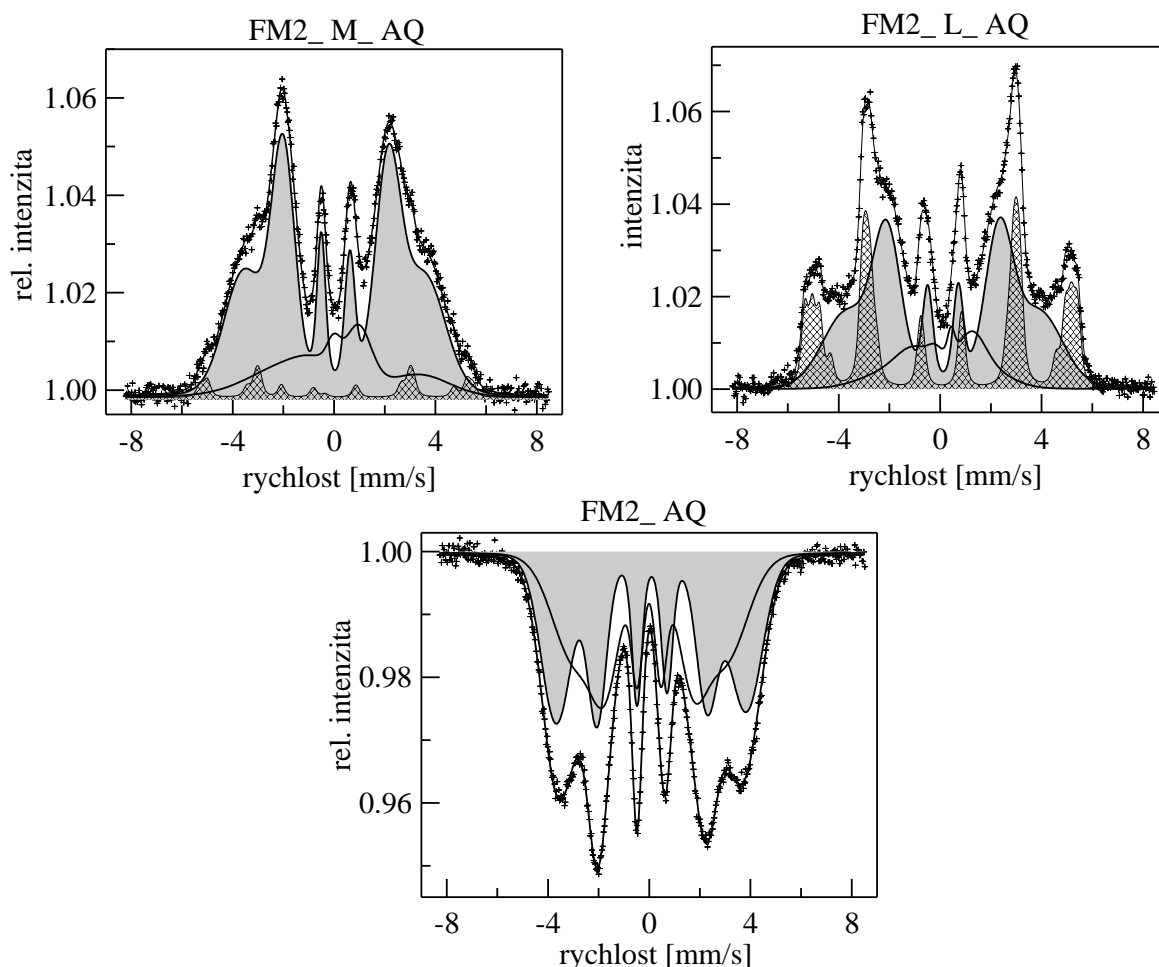 FM2_ M_ AQ
rel. intenzita
1.06
1.04
1.02
1.00
-8 -4 0 4 8
rychlost [mm/s]
FM2_ L_ AQ
intenzita
1.06
1.04
1.02
1.00
-8 -4 0 4 8
rychlost [mm/s]
FM2_ AQ
rel. intenzita
1.00
0.98
0.96
-8 -4 0 4 8
rychlost [mm/s]